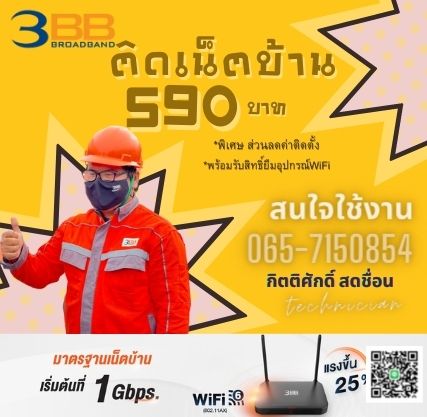 3BB
BROADBAND
ติดเน็ตบ้าน
590 บาท
*พิเศษ ส่วนลดค่าติดตั้ง
*พร้อมรับสิทธิ์ยืมอุปกรณ์WiFi
สนใจใช้งาน
065-7150854
กิตติศักดิ์ สดชื่อน
technician
มาตรฐานเน็ตบ้าน
เริ่มต้นที่ 1 Gbps.
WiFi 6
(802.11AX)
แรงขึ้น
25%